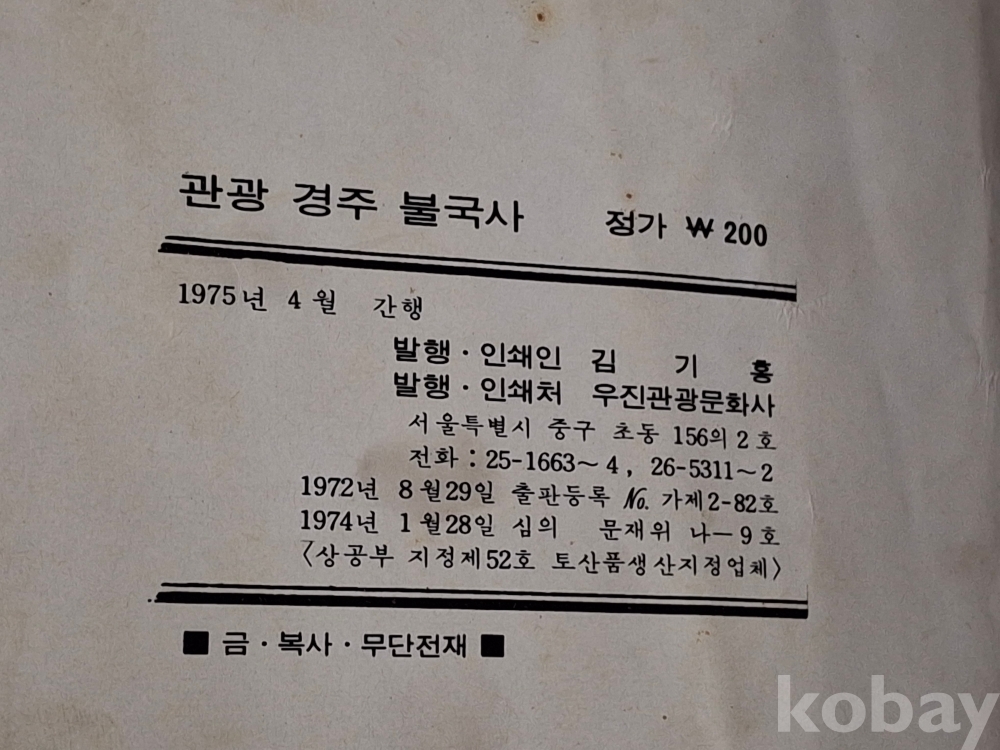 관광 경주 불국사 정가 ₩ 200
1975년 4월 간행
발행·인쇄인 김 기 홍
발행·인쇄처 우진관광문화사
서울특별시 중구 초동 156의 2호
전화 : 25-1663~4, 26-5311~2
1972년 8월29일 출판등록 No. 가제2-82호
1974년 1월28일 십의 문재위 나—9호
〈상공부 지정제52호 토산품생산지정업체〉
■ 금·복사·무단전재 ■
kobay